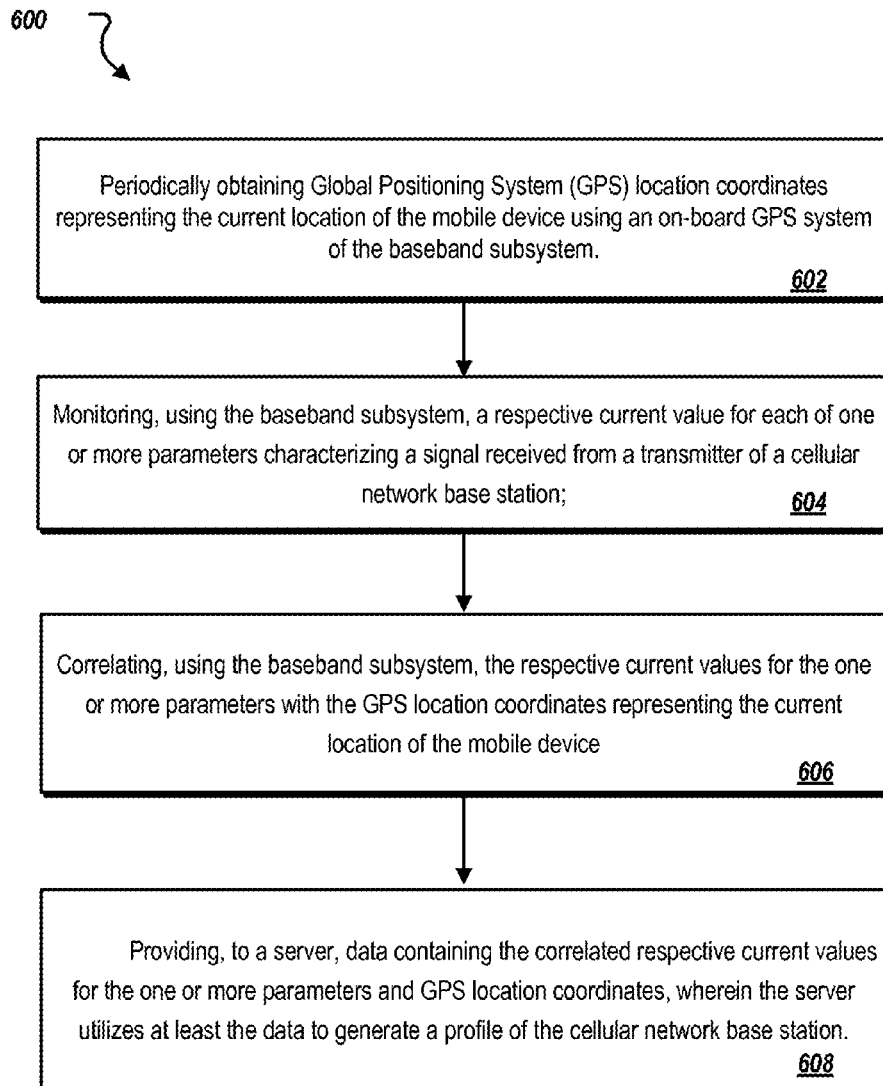 600
Periodically obtaining Global Positioning System (GPS) location coordinates
representing the current location of the mobile device using an on-board GPS system
of the baseband subsystem.
602
Monitoring, using the baseband subsystem, a respective current value for each of one
or more parameters characterizing a signal received from a transmitter of a cellular
network base station;
604
Correlating, using the baseband subsystem, the respective current values for the one
or more parameters with the GPS location coordinates representing the current
location of the mobile device
606
Providing, to a server, data containing the correlated respective current values
for the one or more parameters and GPS location coordinates, wherein the server
utilizes at least the data to generate a profile of the cellular network base station.
608